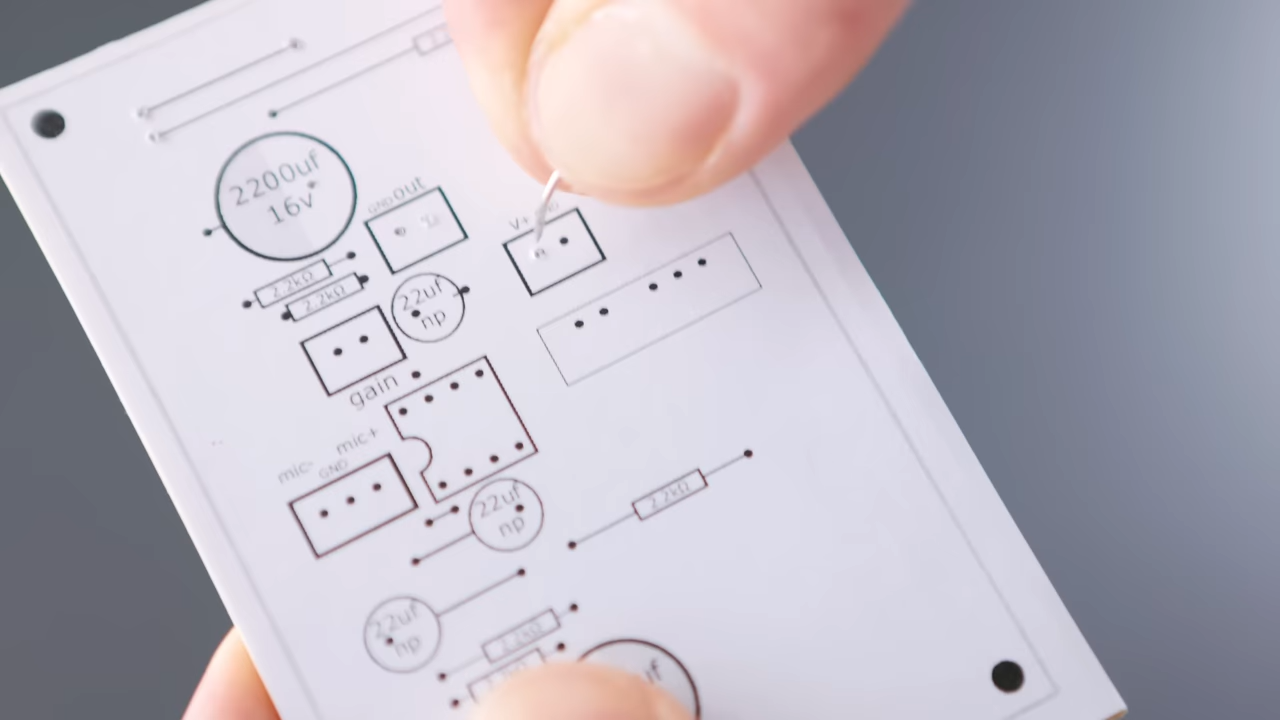 2200uf
16v
GND out
V+
2.2kΩ
2.2kΩ
22uf
np
gain
mic+
mic-
GND
22uf
np
2.2kΩ
22uf
np
2.2kΩ
uf